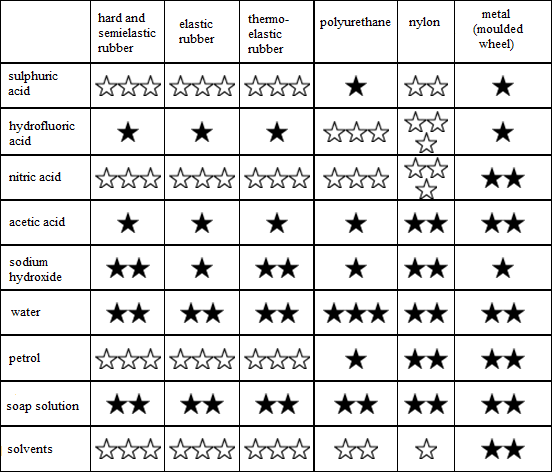 hard and semielastic rubber
elastic rubber
thermo-elastic rubber
polyurethane
nylon
metal (moulded wheel)
sulphuric acid
hydrofluoric acid
nitric acid
acetic acid
sodium hydroxide
water
petrol
soap solution
solvents